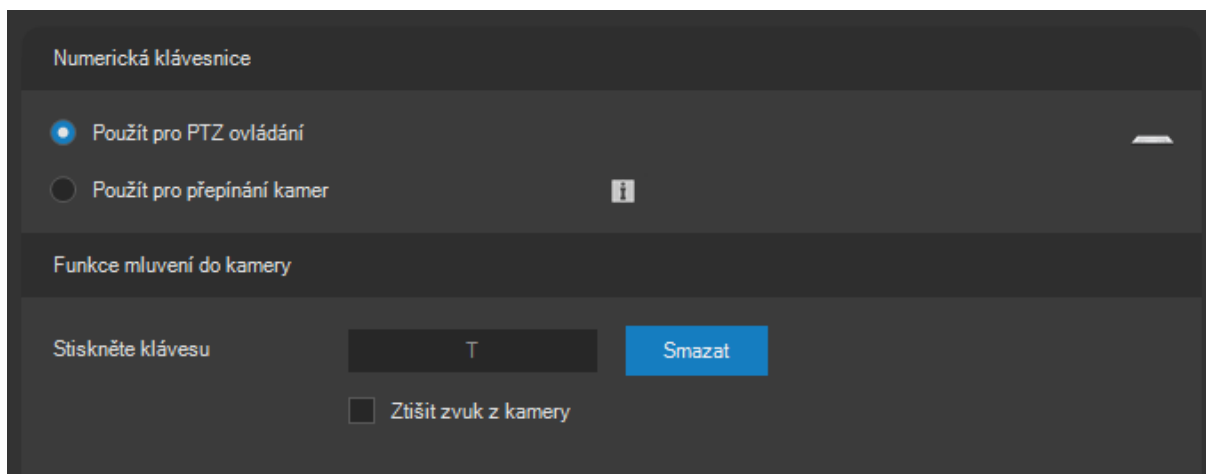 Numerická klávesnice
Použít pro PTZ ovládání
Použít pro přepínání kamer
i
Funkce mluvení do kamery
Stiskněte klávesu T Smazat
Ztišit zvuk z kamery